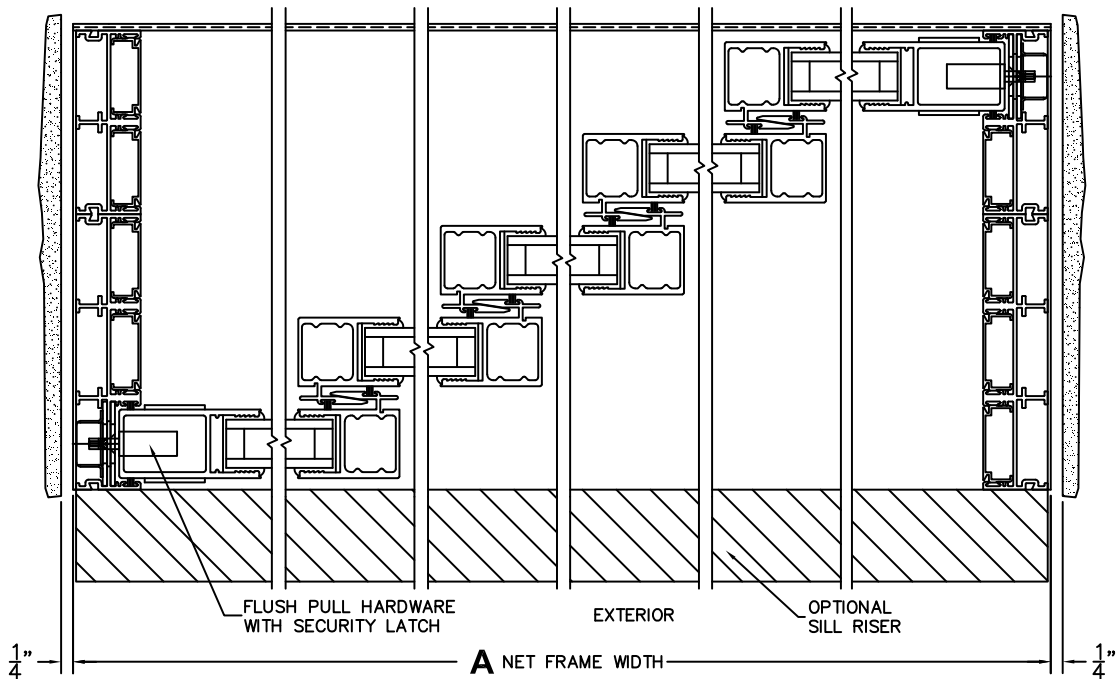 FLUSH PULL HARDWARE
WITH SECURITY LATCH
EXTERIOR
OPTIONAL
SILL RISER
1/4"
A NET FRAME WIDTH
1/4"